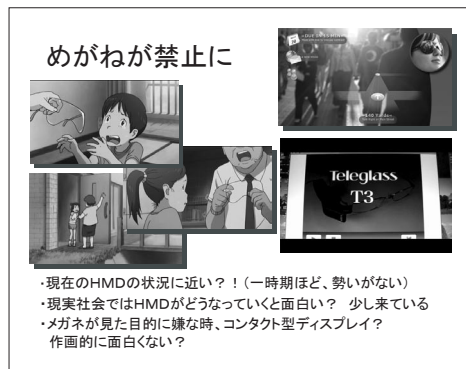 めがねが禁止に
Teleglass
T3
・現在のHMDの状況に近い?!(一時期ほど、勢いがない)
・現実社会ではHMDがどうなっていくと面白い? 少し来ている
・メガネが見た目的に嫌な時、コンタクト型ディスプレイ?
作画的に面白くない?